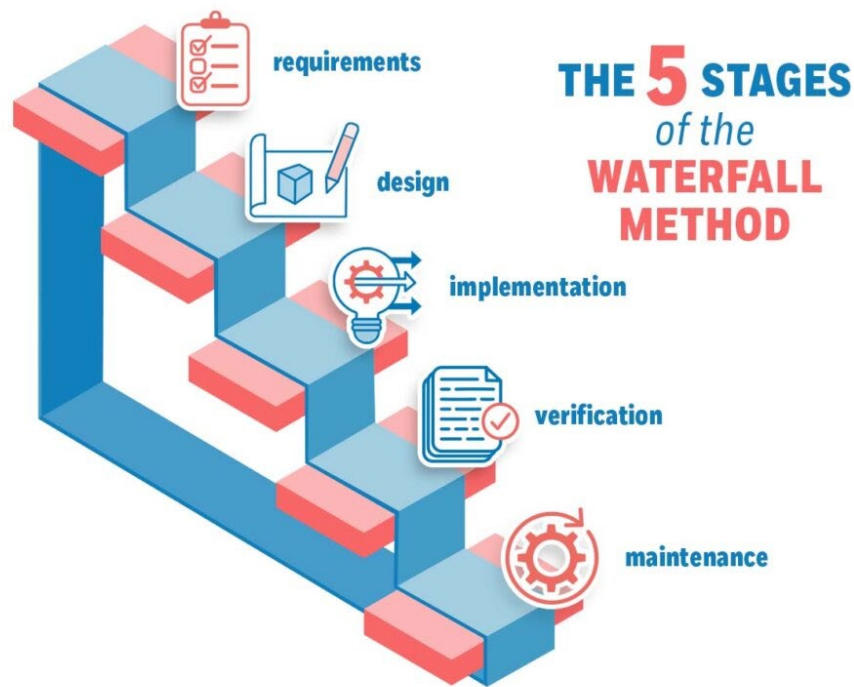 THE 5 STAGES
of the
WATERFALL
METHOD
requirements
design
implementation
verification
maintenance